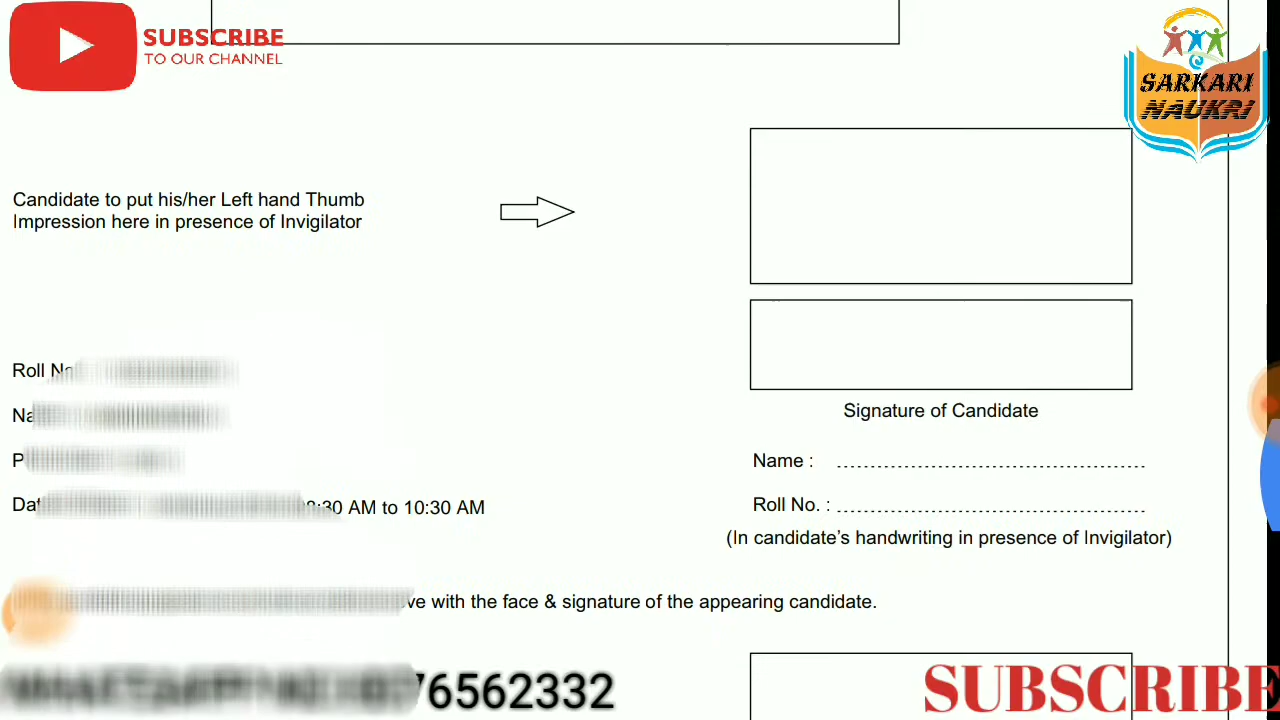 SUBSCRIBE
TO OUR CHANNEL
SARKARI
NAUKRI
Candidate to put his/her Left hand Thumb
Impression here in presence of Invigilator
Roll No
Signature of Candidate
Name :
Dat 8:30 AM to 10:30 AM
Roll No. :
(In candidate’s handwriting in presence of Invigilator)
with the face & signature of the appearing candidate.
76562332
SUBSCRIBE